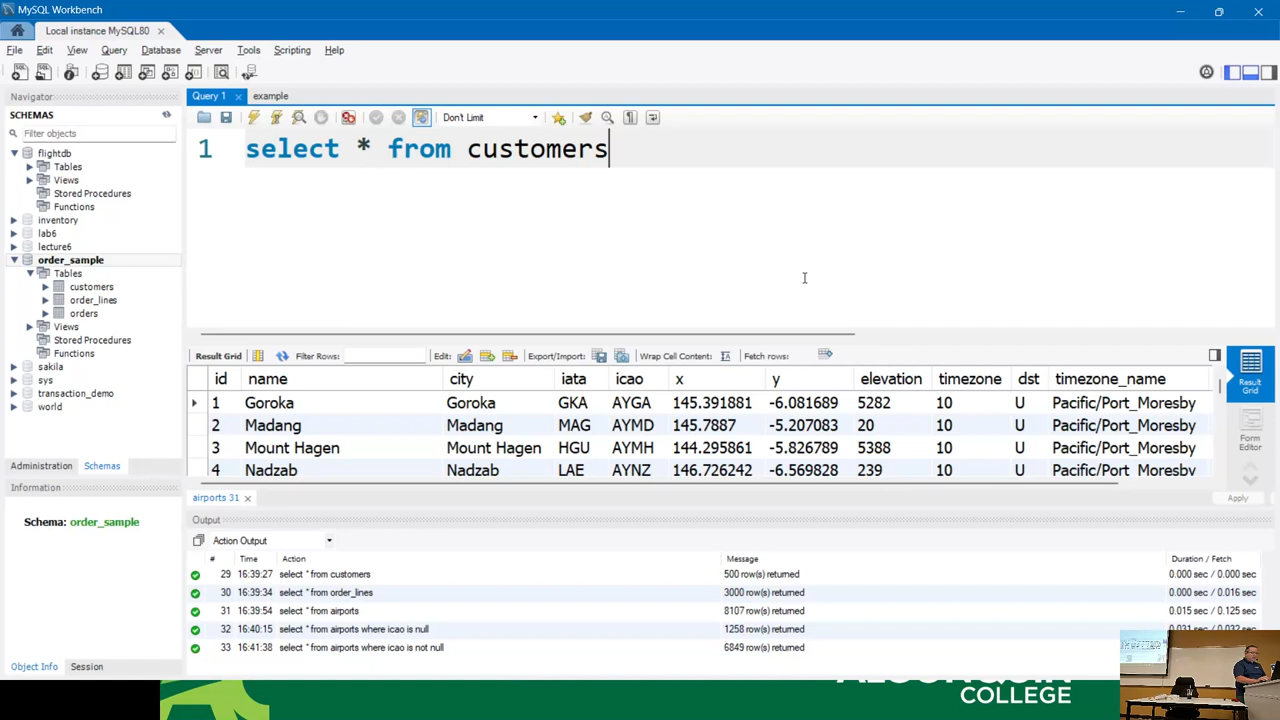 MySQL Workbench
Local instance MySQL80
File Edit View Query Database Server Tools Scripting Help
Navigator
SCHEMAS
Filter objects
flightdb
Tables
Views
Stored Procedures
Functions
inventory
lab6
lecture6
order_sample
Tables
customers
order_lines
orders
Views
Stored Procedures
Functions
sakila
sys
transaction_demo
world
Administration Schemas
Information
Schema: order_sample
Object Info Session
Query 1 example
Don't Limit
1 select * from customers
Result Grid Filter Rows: Edit: Export/Import: Wrap Cell Content: Fetch rows:
id name city iata icao x y elevation timezone dst timezone_name
1 Goroka Goroka GKA AYGA 145.391881 -6.081689 5282 10 U Pacific/Port_Moresby
2 Madang Madang MAG AYMD 145.7887 -5.207083 20 10 U Pacific/Port_Moresby
3 Mount Hagen Mount Hagen HGU AYMH 144.295861 -5.826789 5388 10 U Pacific/Port_Moresby
4 Nadzab Nadzab LAE AYNZ 146.726242 -6.569828 239 10 U Pacific/Port_Moresby
Result Grid
Form Editor
airports 31
Apply
Output
Action Output
# Time Action Message Duration / Fetch
29 16:39:27 select * from customers 500 row(s) returned 0.000 sec / 0.000 sec
30 16:39:34 select * from order_lines 3000 row(s) returned 0.000 sec / 0.016 sec
31 16:39:54 select * from airports 8107 row(s) returned 0.015 sec / 0.125 sec
32 16:40:15 select * from airports where icao is null 1258 row(s) returned 0.031 sec / 0.032 sec
33 16:41:38 select * from airports where icao is not null 6849 row(s) returned
COLLEGE